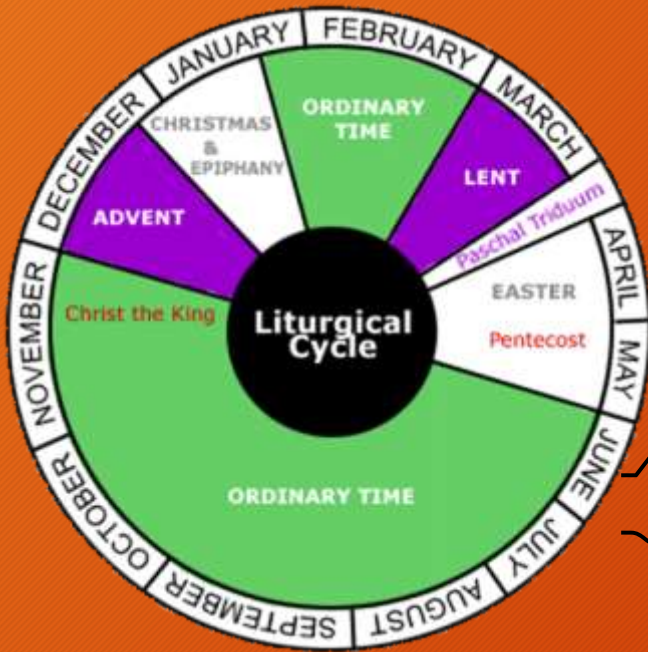 JANUARY
FEBRUARY
MARCH
APRIL
MAY
JUNE
JULY
AUGUST
SEPTEMBER
OCTOBER
NOVEMBER
DECEMBER
CHRISTMAS
&
EPIPHANY
ORDINARY
TIME
LENT
Paschal Triduum
EASTER
Pentecost
ORDINARY TIME
Christ the King
ADVENT
Liturgical
Cycle